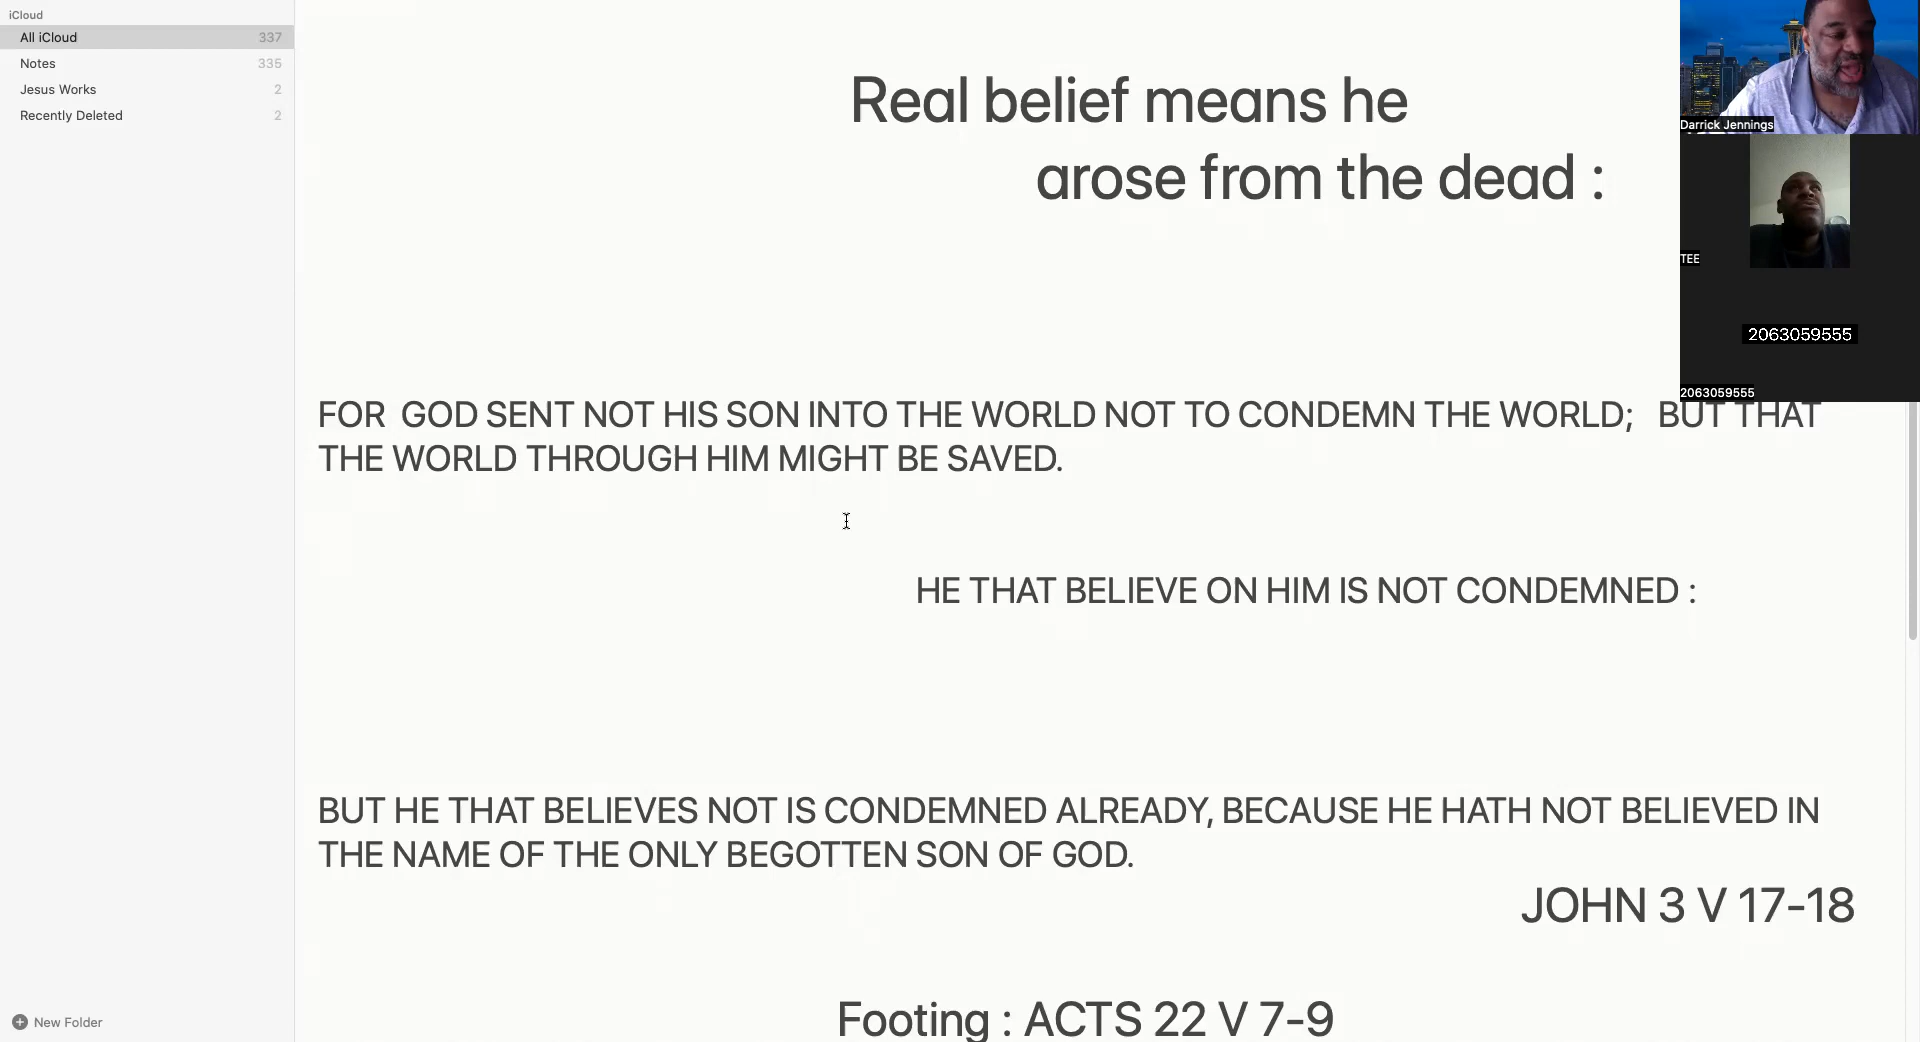 iCloud
All iCloud 337
Notes 335
Jesus Works 2
Recently Deleted 2
New Folder
Real belief means he
arose from the dead :
FOR  GOD SENT NOT HIS SON INTO THE WORLD NOT TO CONDEMN THE WORLD;   BUT THAT
THE WORLD THROUGH HIM MIGHT BE SAVED.
HE THAT BELIEVE ON HIM IS NOT CONDEMNED :
BUT HE THAT BELIEVES NOT IS CONDEMNED ALREADY, BECAUSE HE HATH NOT BELIEVED IN
THE NAME OF THE ONLY BEGOTTEN SON OF GOD.
JOHN 3 V 17-18
Footing : ACTS 22 V 7-9
Darrick Jennings
TEE
2063059555
2063059555